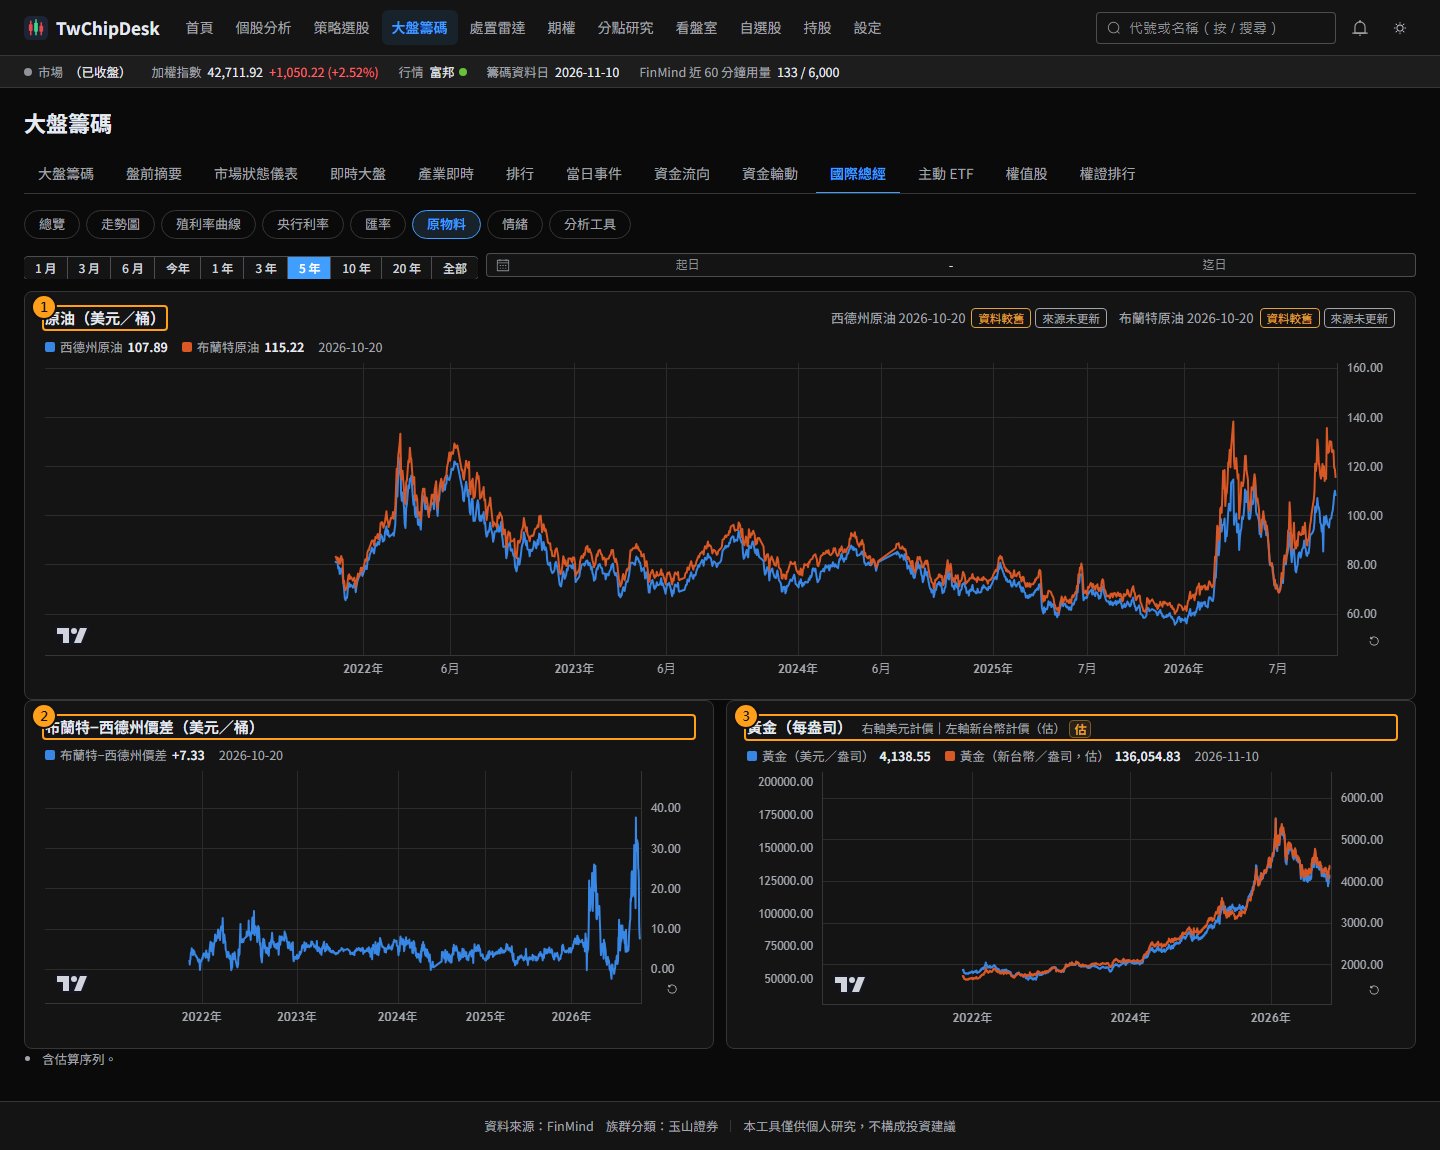 TwChipDesk 首頁 個股分析 策略選股 大盤籌碼 處置雷達 期權 分點研究 看盤室 自選股 持股 設定 代號或名稱（按 / 搜尋）
市場 （已收盤） 加權指數 42,711.92 +1,050.22 (+2.52%) 行情 富邦 籌碼資料日 2026-11-10 FinMind 近 60 分鐘用量 133 / 6,000
大盤籌碼
大盤籌碼 盤前摘要 市場狀態儀表 即時大盤 產業即時 排行 當日事件 資金流向 資金輪動 國際總經 主動 ETF 權值股 權證排行
總覽 走勢圖 殖利率曲線 央行利率 匯率 原物料 情緒 分析工具
1 月 3 月 6 月 今年 1 年 3 年 5 年 10 年 20 年 全部 起日 - 迄日
1
原油（美元／桶） 西德州原油 2026-10-20 資料較舊 來源未更新 布蘭特原油 2026-10-20 資料較舊 來源未更新
西德州原油 107.89 布蘭特原油 115.22 2026-10-20
160.00
140.00
120.00
100.00
80.00
60.00
2022年 6月 2023年 6月 2024年 6月 2025年 7月 2026年 7月
2
布蘭特−西德州價差（美元／桶）
布蘭特−西德州價差 +7.33 2026-10-20
40.00
30.00
20.00
10.00
0.00
2022年 2023年 2024年 2025年 2026年
3
黃金（每盎司） 右軸美元計價｜左軸新台幣計價（估） 估
黃金（美元／盎司） 4,138.55 黃金（新台幣／盎司，估） 136,054.83 2026-11-10
200000.00
175000.00
150000.00
125000.00
100000.00
75000.00
50000.00
6000.00
5000.00
4000.00
3000.00
2000.00
2022年 2024年 2026年
含估算序列。
資料來源：FinMind 族群分類：玉山證券 本工具僅供個人研究，不構成投資建議